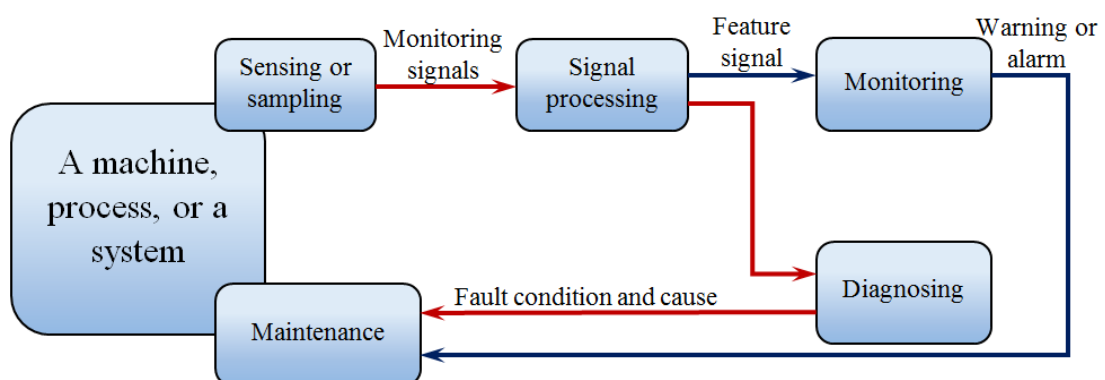 Sensing or
sampling
Monitoring
signals
Signal
processing
Feature
signal
Monitoring
Warning or
alarm
A machine,
process, or a
system
Diagnosing
Fault condition and cause
Maintenance